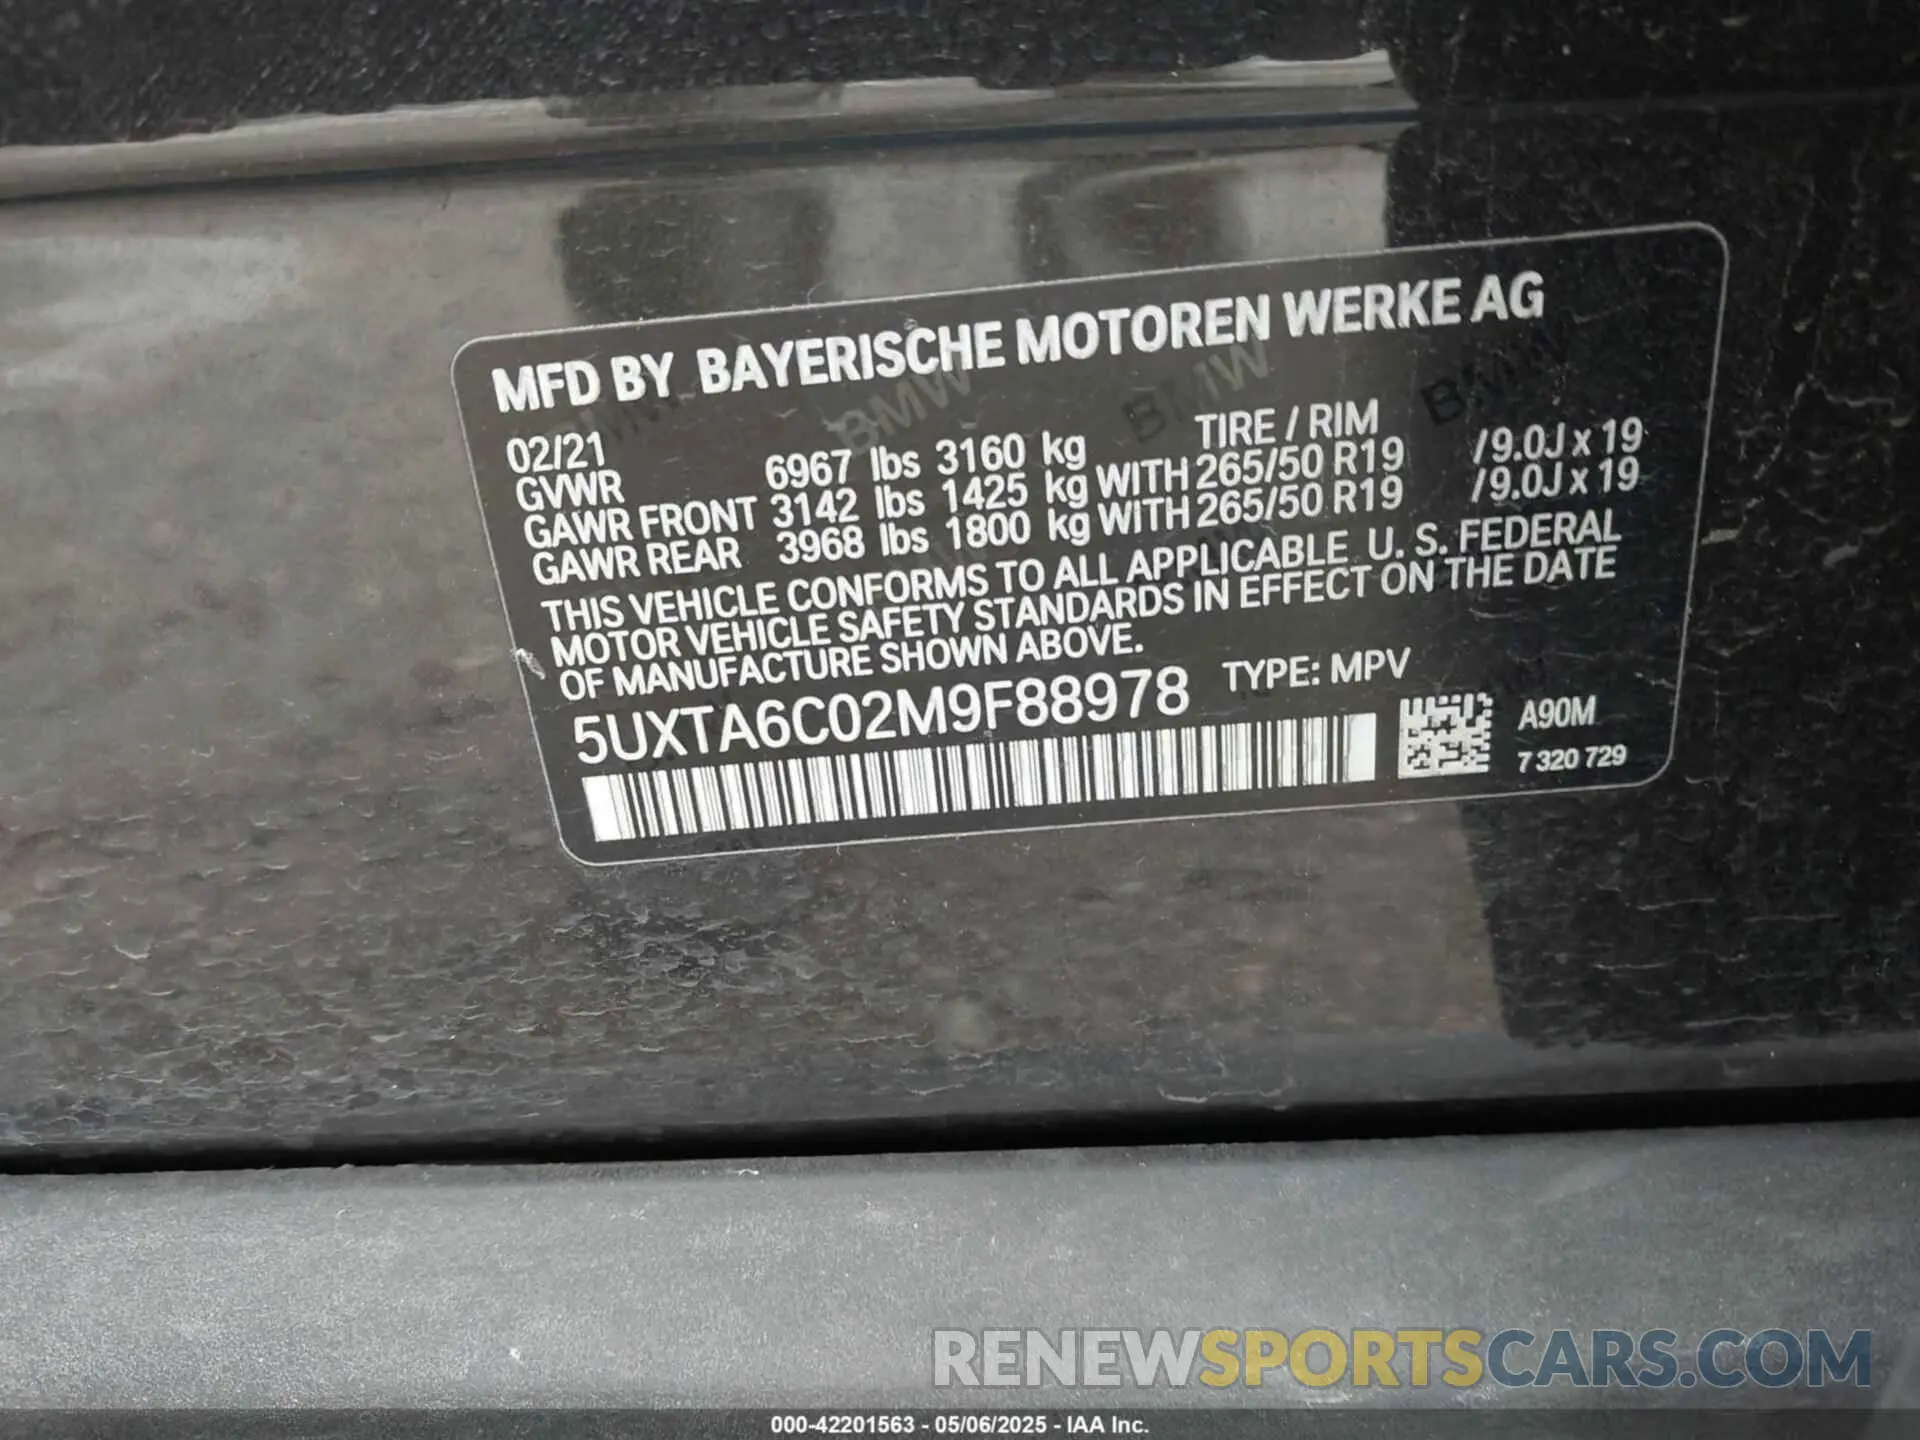 MFD BY BAYERISCHE MOTOREN WERKE AG
02/21 TIRE / RIM
GVWR 6967 lbs 3160 kg
GAWR FRONT 3142 lbs 1425 kg WITH 265/50 R19 /9.0J x 19
GAWR REAR 3968 lbs 1800 kg WITH 265/50 R19 /9.0J x 19
THIS VEHICLE CONFORMS TO ALL APPLICABLE U. S. FEDERAL
MOTOR VEHICLE SAFETY STANDARDS IN EFFECT ON THE DATE
OF MANUFACTURE SHOWN ABOVE.
5UXTA6C02M9F88978 TYPE: MPV
A90M
7 320 729
BMW BMW BMW
RENEWSPORTSCARS.COM
000-42201563 - 05/06/2025 - IAA Inc.